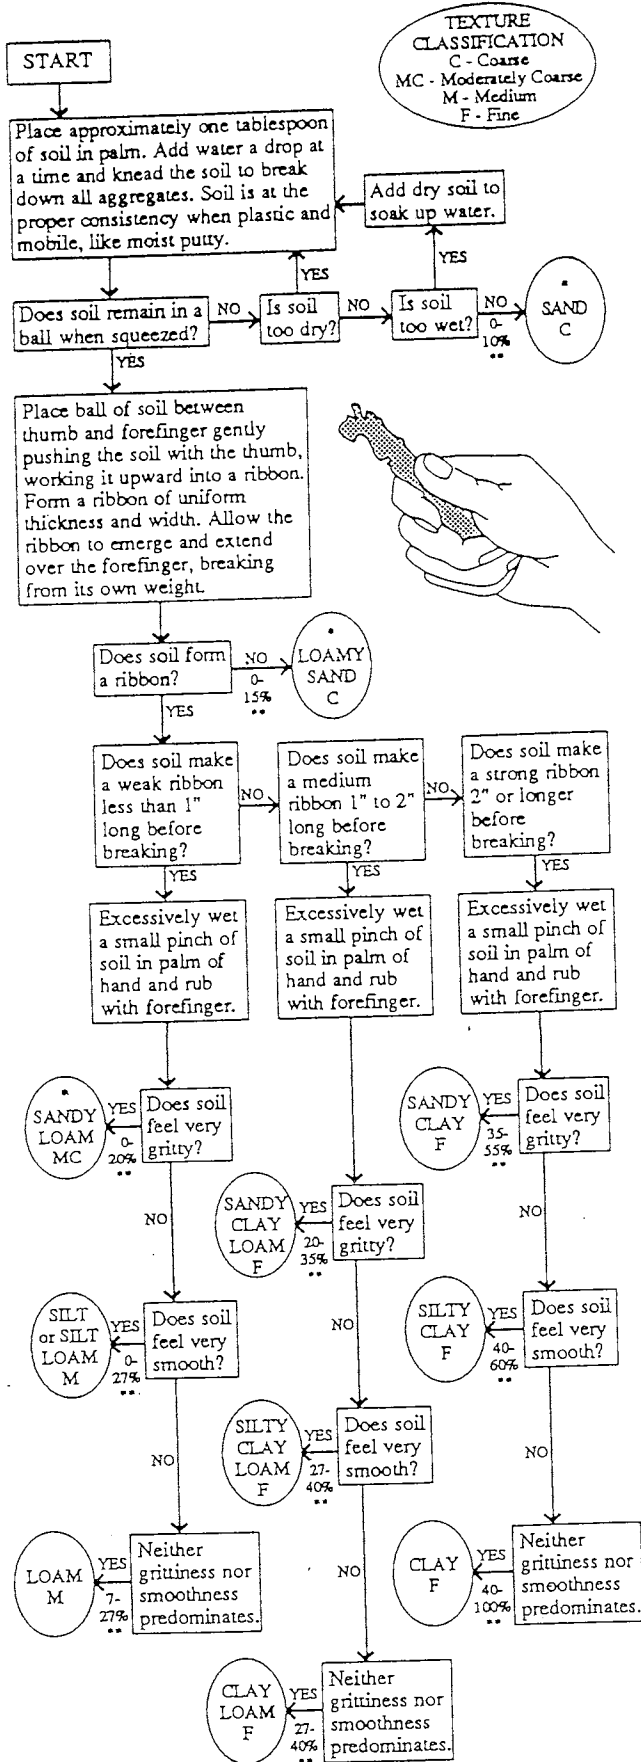 TEXTURE
CLASSIFICATION
C - Coarse
MC - Moderately Coarse
M - Medium
F - Fine
START
Place approximately one tablespoon
of soil in palm. Add water a drop at
a time and knead the soil to break
down all aggregates. Soil is at the
proper consistency when plastic and
mobile, like moist putty.
Add dry soil to
soak up water.
YES
YES
Does soil remain in a
ball when squeezed?
NO
Is soil
too dry?
NO
Is soil
too wet?
NO
0-
10%
**
*
SAND
C
YES
Place ball of soil between
thumb and forefinger gently
pushing the soil with the thumb,
working it upward into a ribbon.
Form a ribbon of uniform
thickness and width. Allow the
ribbon to emerge and extend
over the forefinger, breaking
from its own weight.
Does soil form
a ribbon?
NO
0-
15%
**
*
LOAMY
SAND
C
YES
Does soil make
a weak ribbon
less than 1"
long before
breaking?
NO
Does soil make
a medium
ribbon 1" to 2"
long before
breaking?
NO
Does soil make
a strong ribbon
2" or longer
before
breaking?
YES
YES
YES
Excessively wet
a small pinch of
soil in palm of
hand and rub
with forefinger.
Excessively wet
a small pinch of
soil in palm of
hand and rub
with forefinger.
Excessively wet
a small pinch of
soil in palm of
hand and rub
with forefinger.
*
SANDY
LOAM
MC
YES
0-
20%
**
Does soil
feel very
gritty?
SANDY
CLAY
F
YES
35-
55%
**
Does soil
feel very
gritty?
NO
SANDY
CLAY
LOAM
F
YES
20-
35%
**
Does soil
feel very
gritty?
NO
SILT
or SILT
LOAM
M
YES
0-
27%
**
Does soil
feel very
smooth?
NO
SILTY
CLAY
F
YES
40-
60%
**
Does soil
feel very
smooth?
NO
SILTY
CLAY
LOAM
F
YES
27-
40%
**
Does soil
feel very
smooth?
NO
LOAM
M
YES
7-
27%
**
Neither
grittiness nor
smoothness
predominates.
NO
CLAY
F
YES
40-
100%
**
Neither
grittiness nor
smoothness
predominates.
CLAY
LOAM
F
YES
27-
40%
**
Neither
grittiness nor
smoothness
predominates.